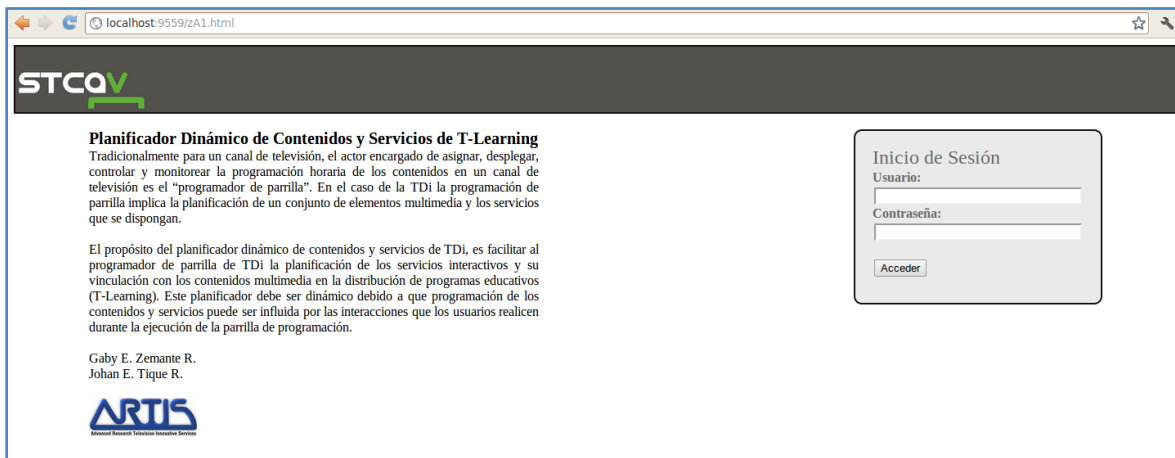 localhost:9559/zA1.html
STCAV
Planificador Dinámico de Contenidos y Servicios de T-Learning
Tradicionalmente para un canal de televisión, el actor encargado de asignar, desplegar,
controlar y monitorear la programación horaria de los contenidos en un canal de
televisión es el “programador de parrilla”. En el caso de la TDi la programación de
parrilla implica la planificación de un conjunto de elementos multimedia y los servicios
que se dispongan.
El propósito del planificador dinámico de contenidos y servicios de TDi, es facilitar al
programador de parrilla de TDi la planificación de los servicios interactivos y su
vinculación con los contenidos multimedia en la distribución de programas educativos
(T-Learning). Este planificador debe ser dinámico debido a que programación de los
contenidos y servicios puede ser influida por las interacciones que los usuarios realicen
durante la ejecución de la parrilla de programación.
Gaby E. Zemante R.
Johan E. Tique R.
ARTIS
Advanced Research Television Innovative Services
Inicio de Sesión
Usuario:
Contraseña:
Acceder